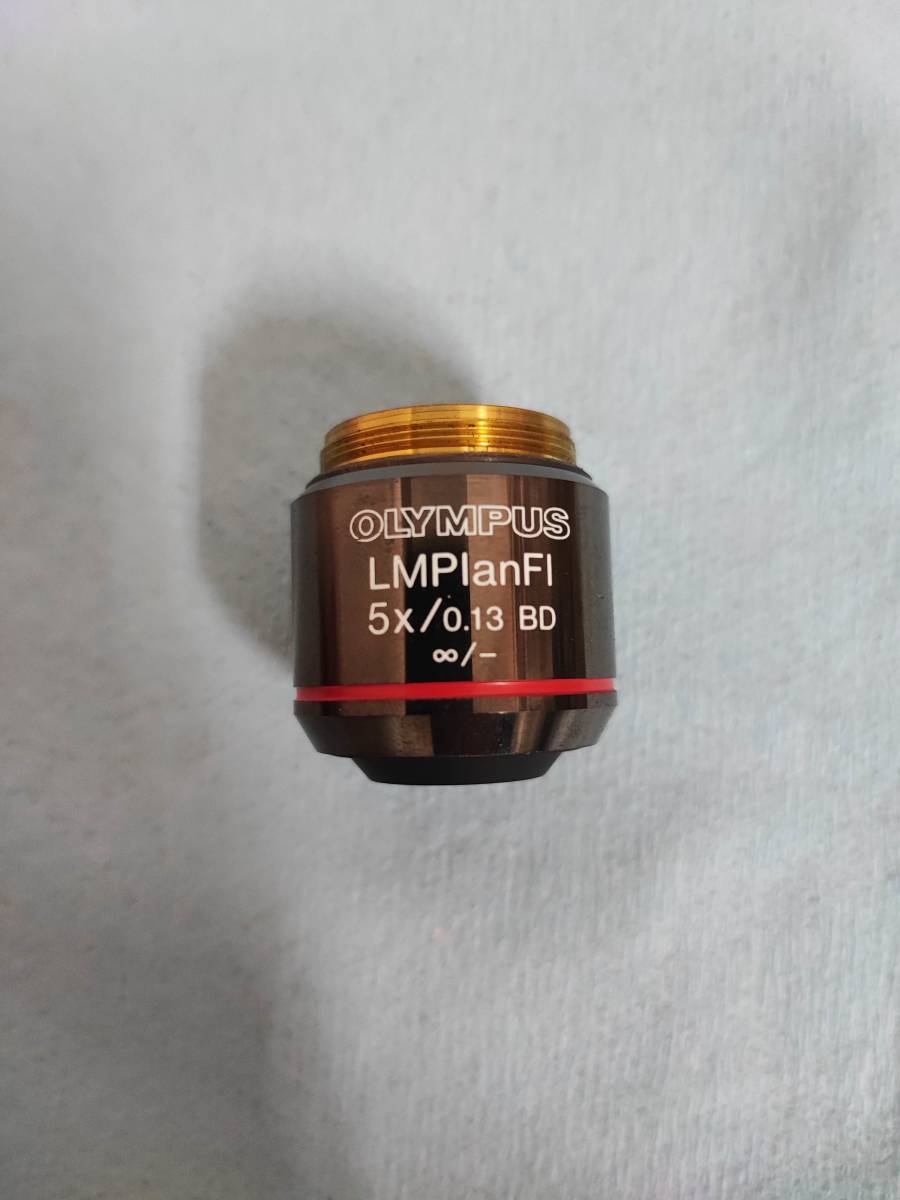 OLYMPUS
LMPlanFl
5x/0.13 BD
∞/-